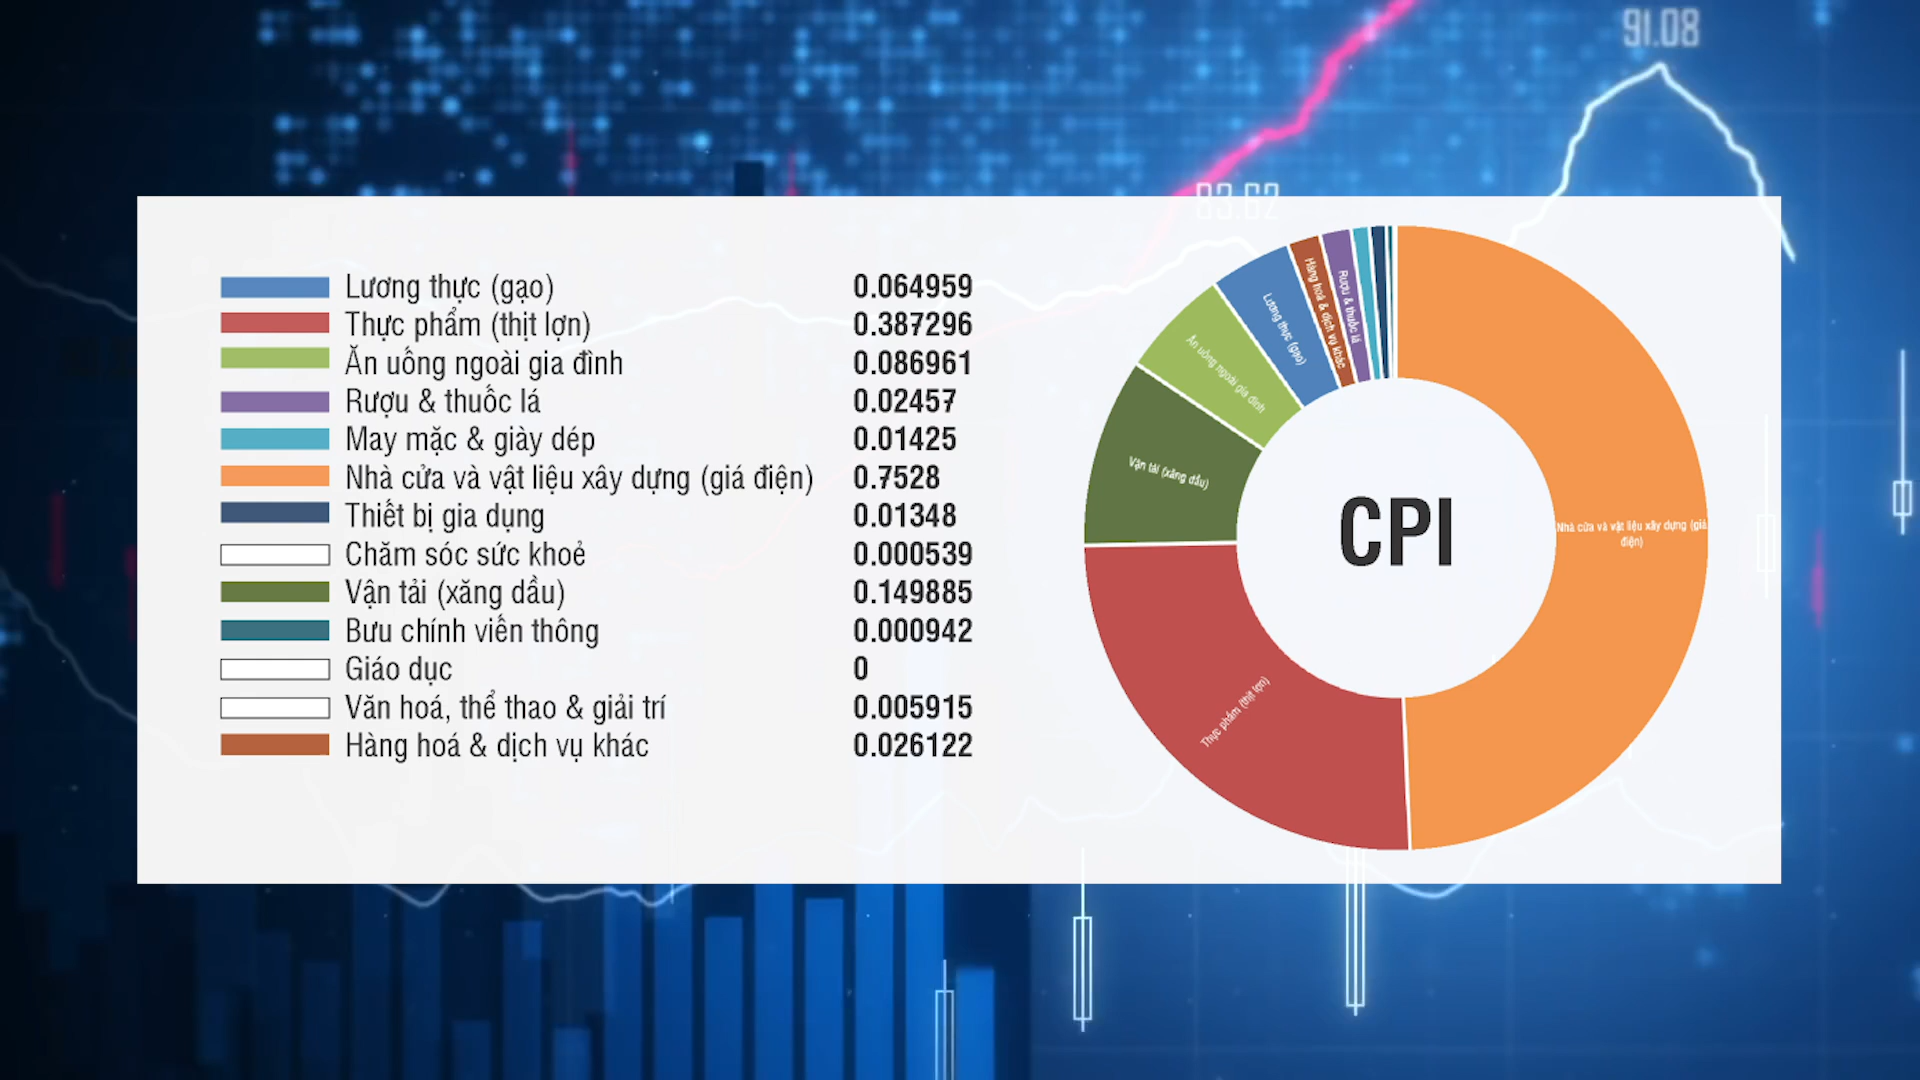 91.08
83.62
Lương thực (gạo) 0.064959
Thực phẩm (thịt lợn) 0.387296
Ăn uống ngoài gia đình 0.086961
Rượu & thuốc lá 0.02457
May mặc & giày dép 0.01425
Nhà cửa và vật liệu xây dựng (giá điện) 0.7528
Thiết bị gia dụng 0.01348
Chăm sóc sức khoẻ 0.000539
Vận tải (xăng dầu) 0.149885
Bưu chính viễn thông 0.000942
Giáo dục 0
Văn hoá, thể thao & giải trí 0.005915
Hàng hoá & dịch vụ khác 0.026122
Hàng hoá & dịch vụ khác
Rượu & thuốc lá
Lương thực (gạo)
Ăn uống ngoài gia đình
Vận tải (xăng dầu)
CPI
Nhà cửa và vật liệu xây dựng (giá
điện)
Thực phẩm (thịt lợn)